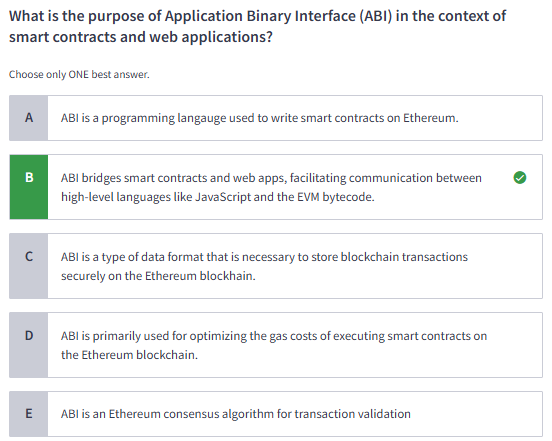 What is the purpose of Application Binary Interface (ABI) in the context of
smart contracts and web applications?
Choose only ONE best answer.
A
ABI is a programming langauge used to write smart contracts on Ethereum.
B
ABI bridges smart contracts and web apps, facilitating communication between
high-level languages like JavaScript and the EVM bytecode.
C
ABI is a type of data format that is necessary to store blockchain transactions
securely on the Ethereum blockhain.
D
ABI is primarily used for optimizing the gas costs of executing smart contracts on
the Ethereum blockchain.
E
ABI is an Ethereum consensus algorithm for transaction validation